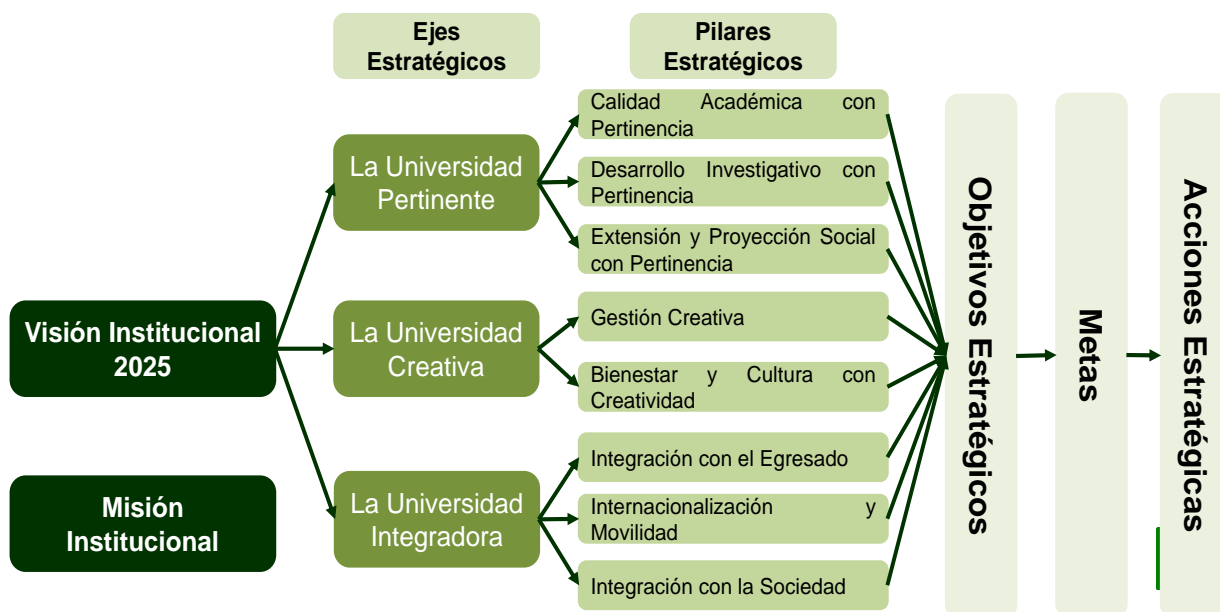 Ejes
Estratégicos
Pilares
Estratégicos
Calidad Académica con
Pertinencia
La Universidad
Pertinente
Desarrollo Investigativo con
Pertinencia
Extensión y Proyección Social
con Pertinencia
Visión Institucional
2025
La Universidad
Creativa
Gestión Creativa
Bienestar y Cultura con
Creatividad
Misión
Institucional
La Universidad
Integradora
Integración con el Egresado
Internacionalización y
Movilidad
Integración con la Sociedad
Objetivos Estratégicos
Metas
Acciones Estratégicas